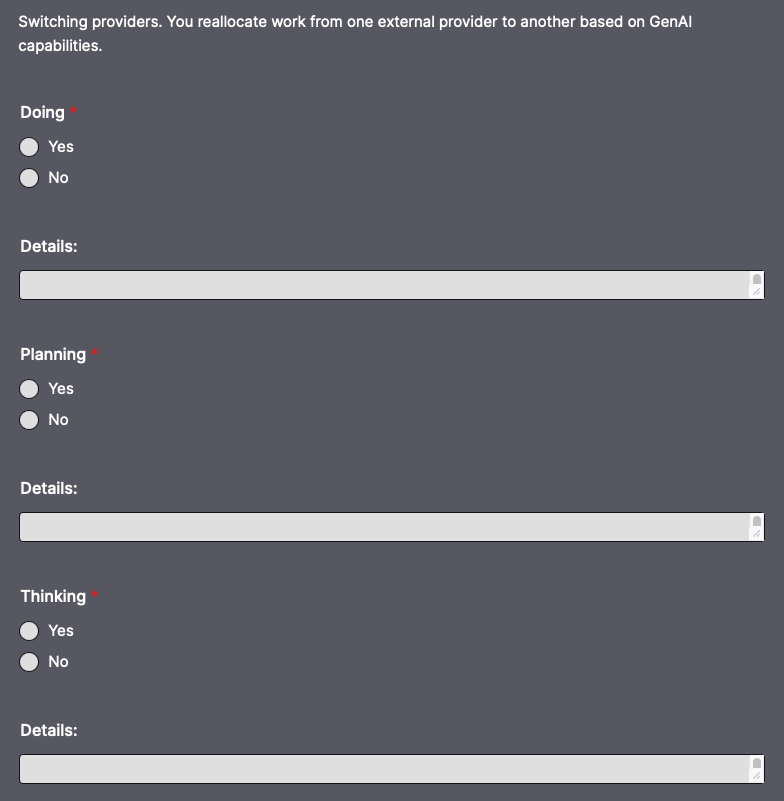 Switching providers. You reallocate work from one external provider to another based on GenAI
capabilities.
Doing *
Yes
No
Details:
Planning *
Yes
No
Details:
Thinking *
Yes
No
Details: